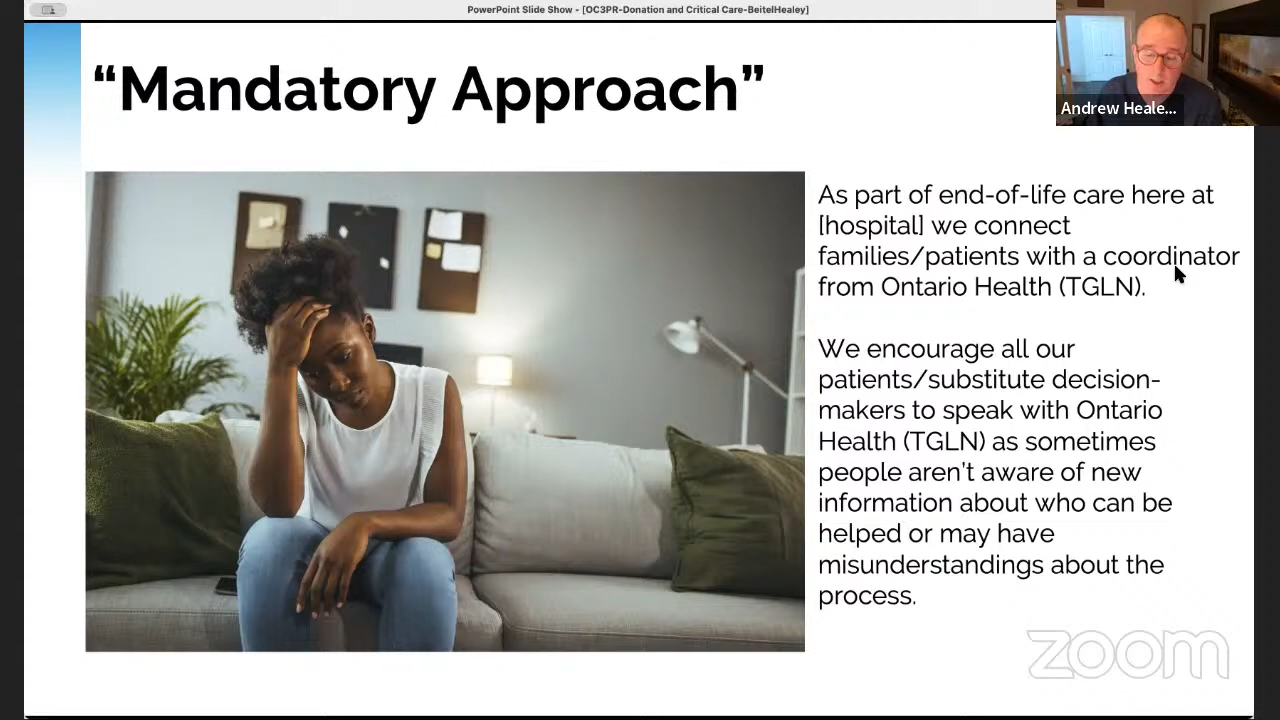 PowerPoint Slide Show - [OC3PR-Donation and Critical Care-BeitelHealey]
“Mandatory Approach”
Andrew Heale...
As part of end-of-life care here at
[hospital] we connect
families/patients with a coordinator
from Ontario Health (TGLN).
We encourage all our
patients/substitute decision-
makers to speak with Ontario
Health (TGLN) as sometimes
people aren’t aware of new
information about who can be
helped or may have
misunderstandings about the
process.
zoom